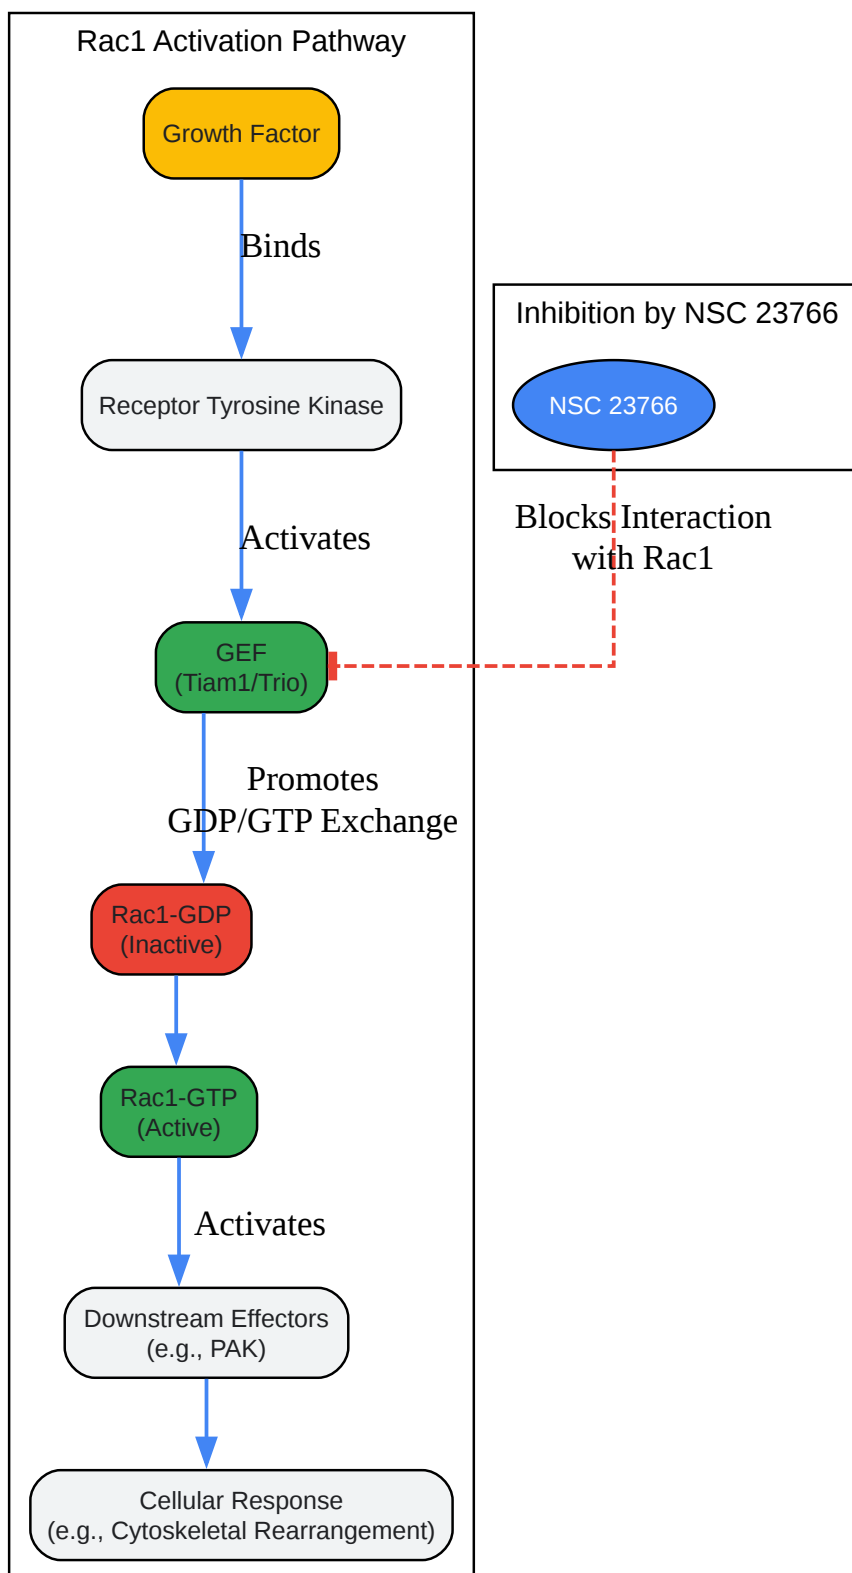 Rac1 Activation Pathway
Growth Factor
Binds
Inhibition by NSC 23766
Receptor Tyrosine Kinase
NSC 23766
Activates
Blocks Interaction
with Rac1
GEF
(Tiam1/Trio)
Promotes
GDP/GTP Exchange
Rac1-GDP
(Inactive)
Rac1-GTP
(Active)
Activates
Downstream Effectors
(e.g., PAK)
Cellular Response
(e.g., Cytoskeletal Rearrangement)